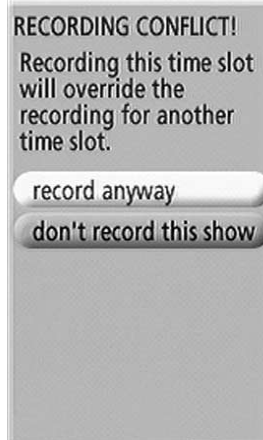 RECORDING CONFLICT!
Recording this time slot
will override the
recording for another
time slot.
record anyway
don't record this show